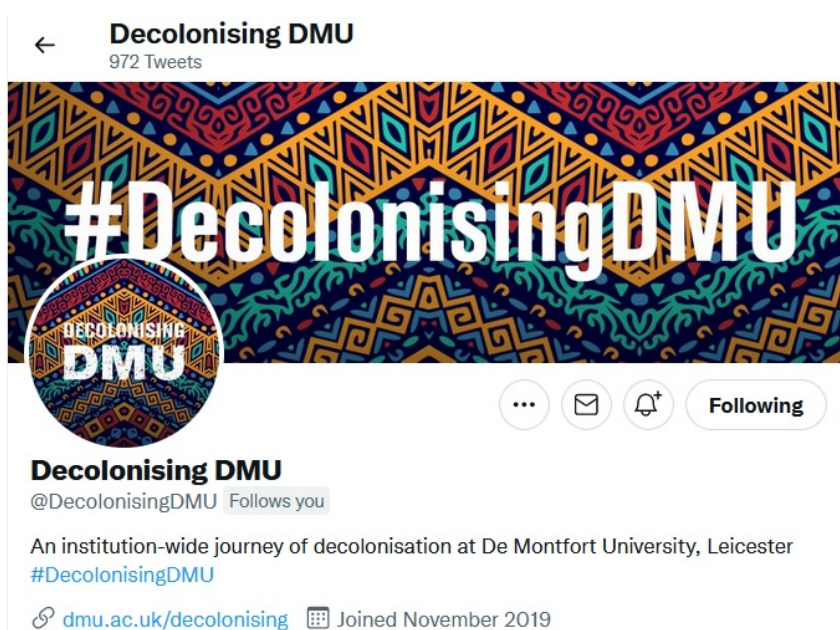 Decolonising DMU
972 Tweets
#DecolonisingDMU
DECOLONISING
DMU
Following
Decolonising DMU
@DecolonisingDMU Follows you
An institution-wide journey of decolonisation at De Montfort University, Leicester
#DecolonisingDMU
dmu.ac.uk/decolonising Joined November 2019